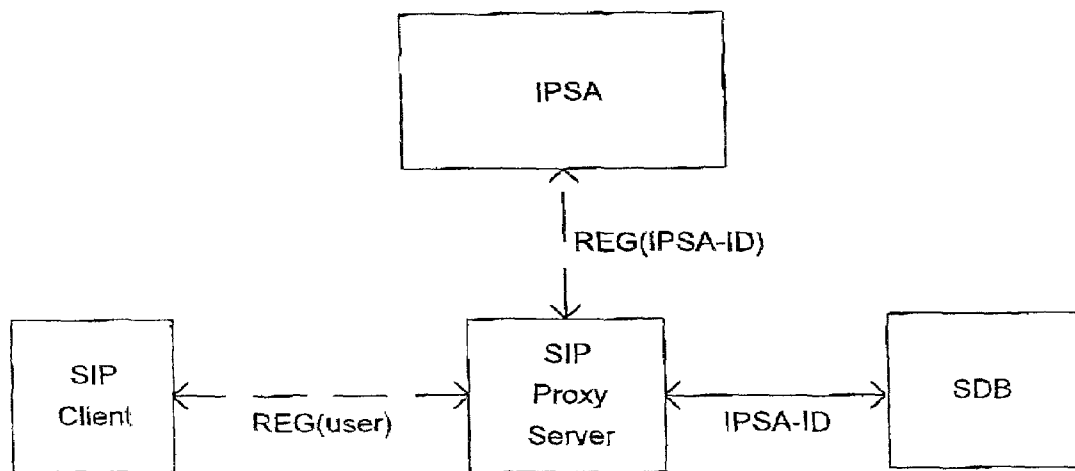 IPSA
REG(IPSA-ID)
SIP
Client
REG(user)
SIP
Proxy
Server
IPSA-ID
SDB